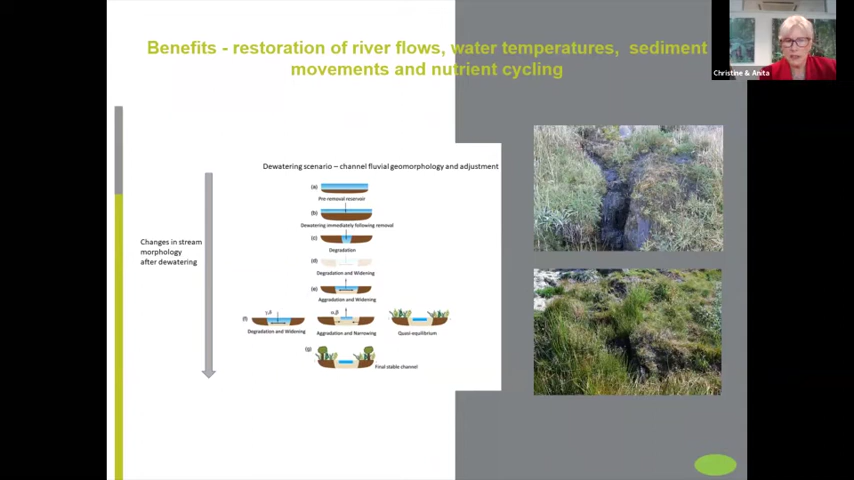 Benefits - restoration of river flows, water temperatures, sediment
movements and nutrient cycling
Christine & Anita
Dewatering scenario – channel fluvial geomorphology and adjustment
Changes in stream
morphology
after dewatering
(a)
Pre-removal reservoir
(b)
Dewatering immediately following removal
(c)
Degradation
(d)
Degradation and Widening
(e)
Aggradation and Widening
(f)
γ,δ
Degradation and Widening
α,β
Aggradation and Narrowing
Quasi-equilibrium
(g)
Final stable channel